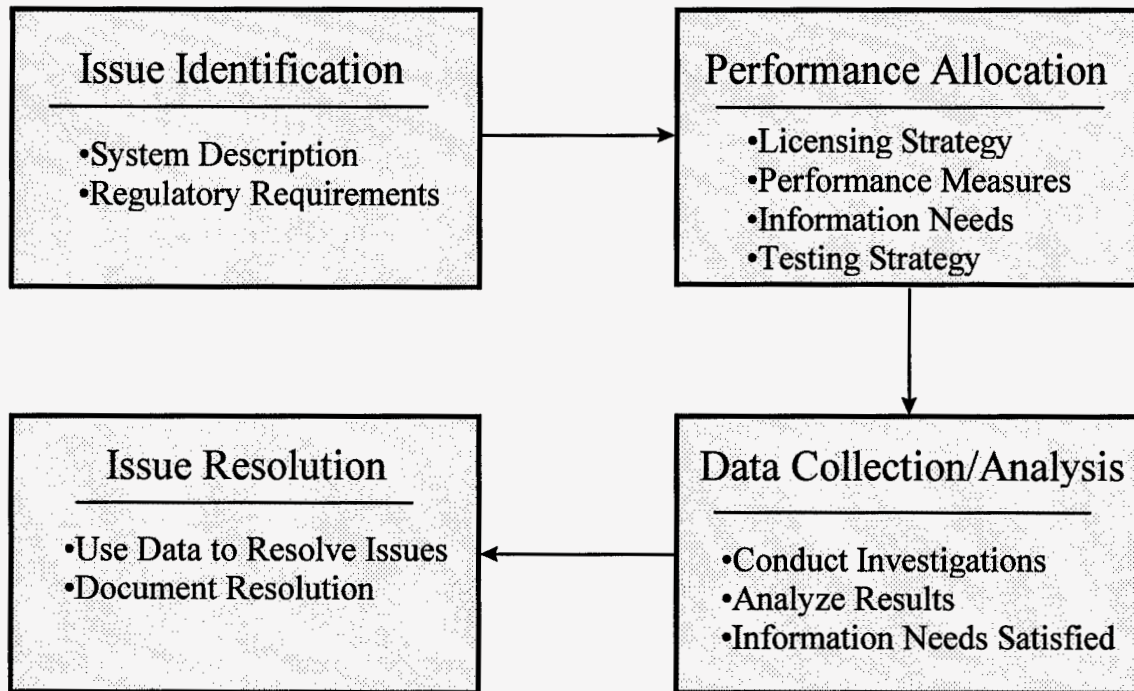 Issue Identification
•System Description
•Regulatory Requirements
Performance Allocation
•Licensing Strategy
•Performance Measures
•Information Needs
•Testing Strategy
Data Collection/Analysis
•Conduct Investigations
•Analyze Results
•Information Needs Satisfied
Issue Resolution
•Use Data to Resolve Issues
•Document Resolution